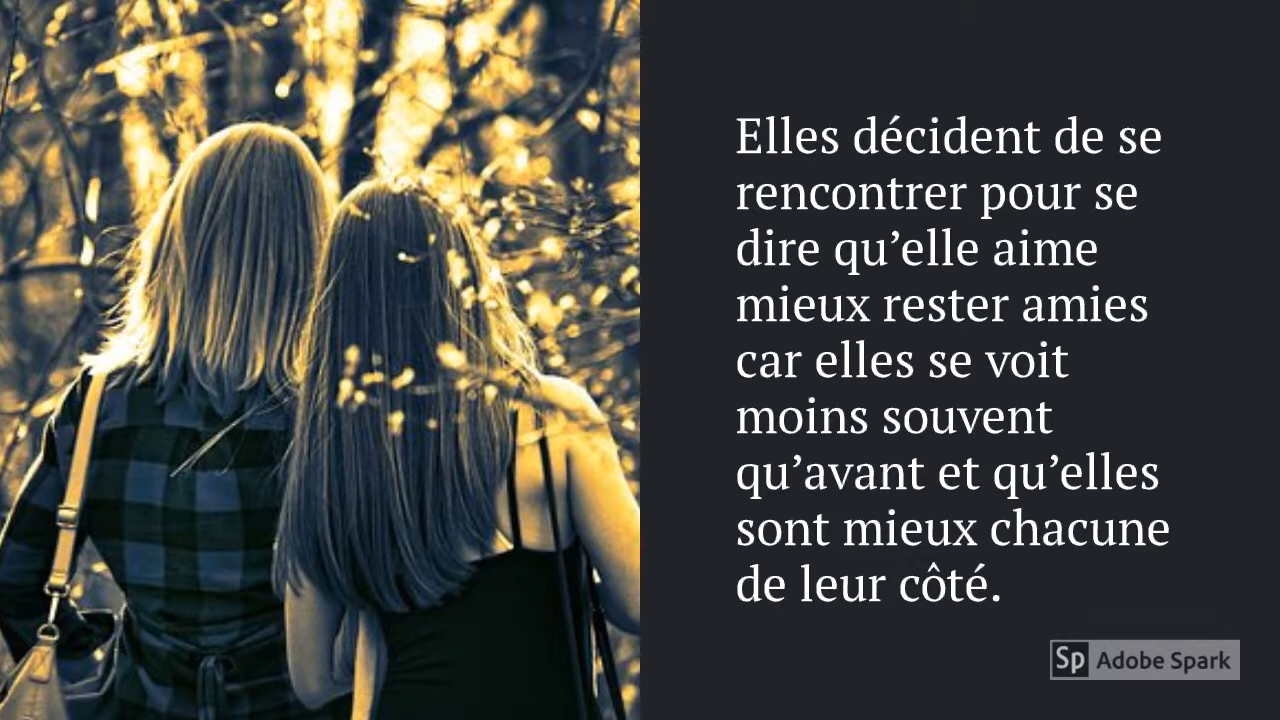 Elles décident de se
rencontrer pour se
dire qu’elle aime
mieux rester amies
car elles se voit
moins souvent
qu’avant et qu’elles
sont mieux chacune
de leur côté.
Sp Adobe Spark